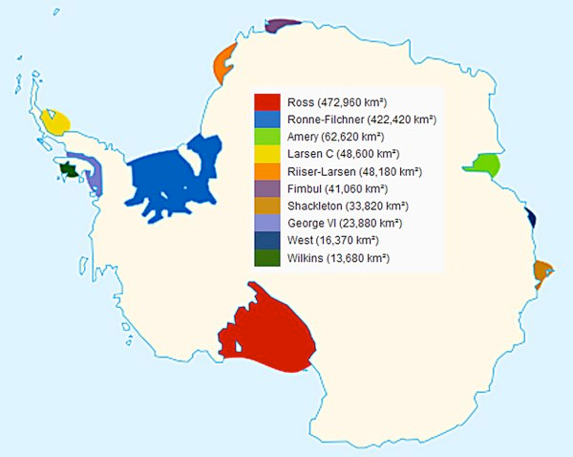 Ross (472,960 km²)
Ronne-Filchner (422,420 km²)
Amery (62,620 km²)
Larsen C (48,600 km²)
Riiser-Larsen (48,180 km²)
Fimbul (41,060 km²)
Shackleton (33,820 km²)
George VI (23,880 km²)
West (16,370 km²)
Wilkins (13,680 km²)